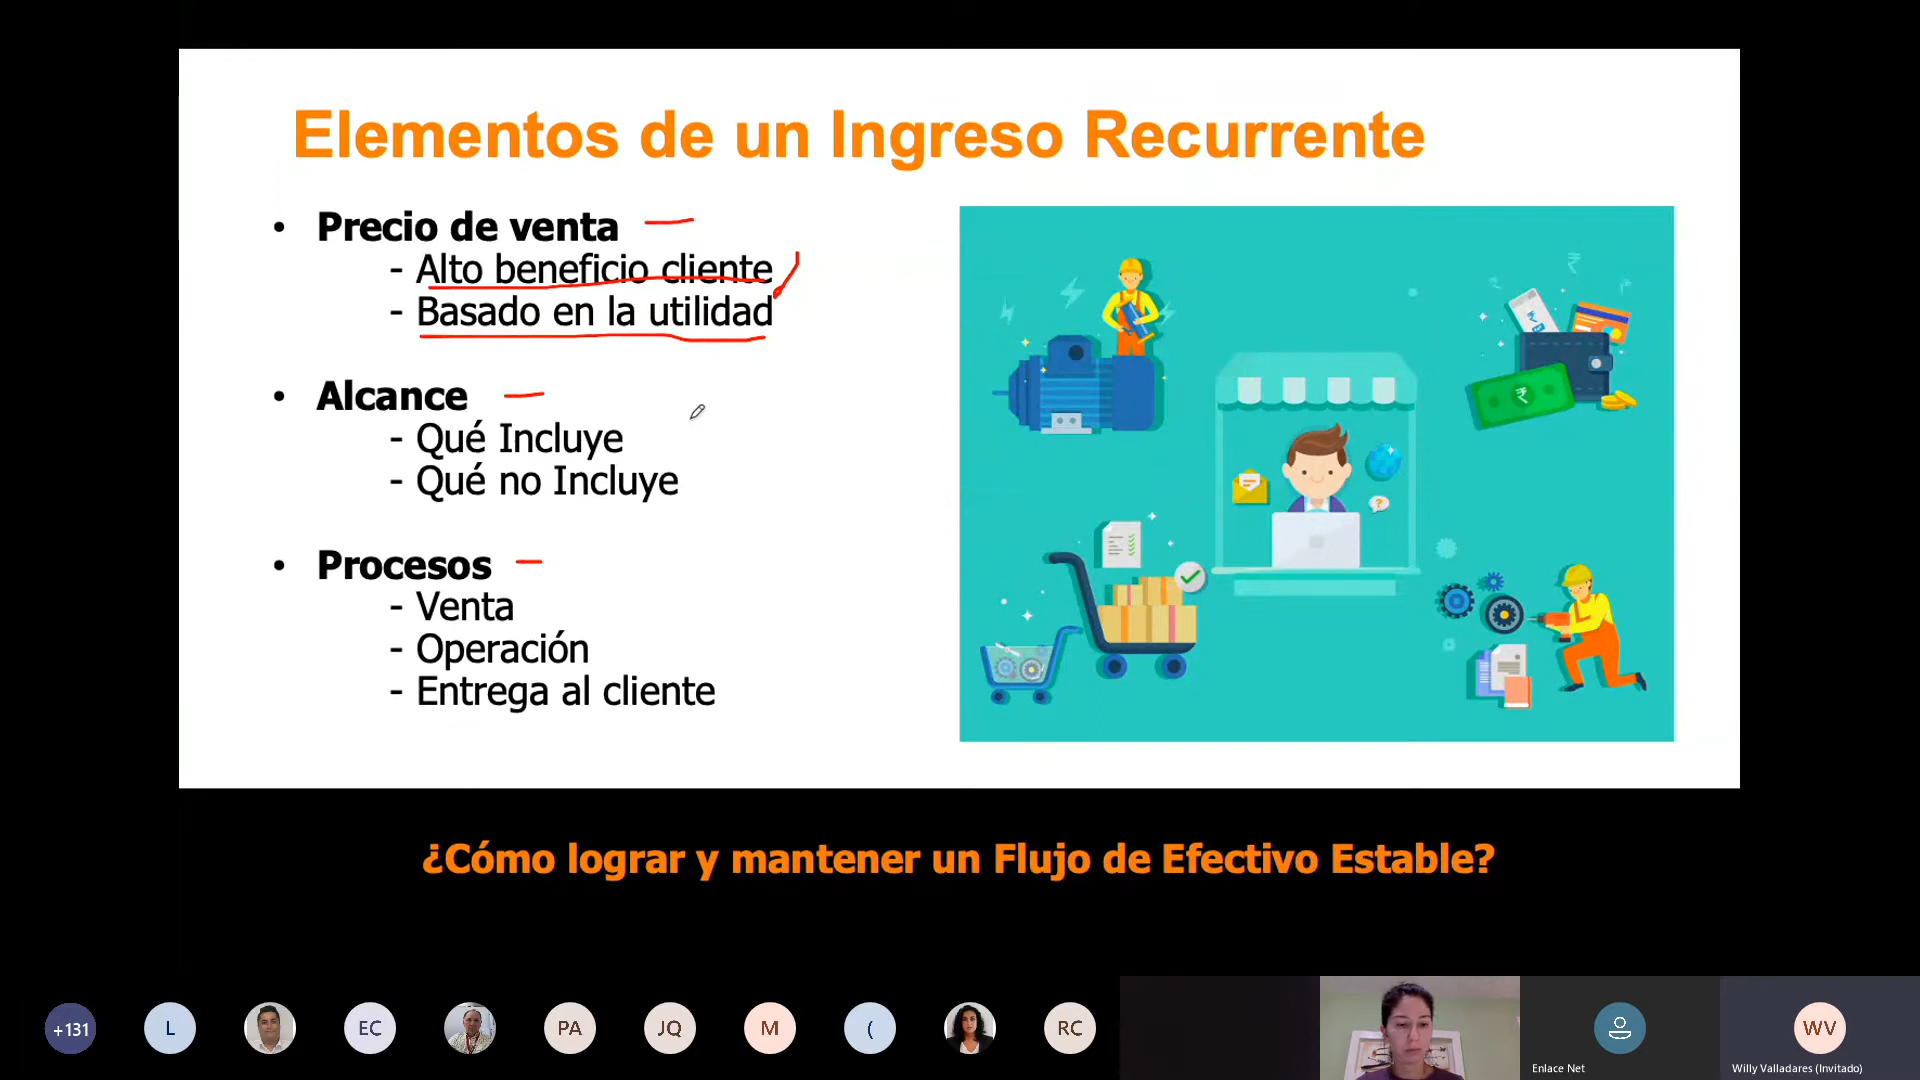 Elementos de un Ingreso Recurrente
• Precio de venta
- Alto beneficio cliente
- Basado en la utilidad
• Alcance
- Qué Incluye
- Qué no Incluye
• Procesos
- Venta
- Operación
- Entrega al cliente
¿Cómo lograr y mantener un Flujo de Efectivo Estable?
+131
L
EC
PA
JQ
M
(
RC
WV
Enlace Net
Willy Valladares (Invitado)